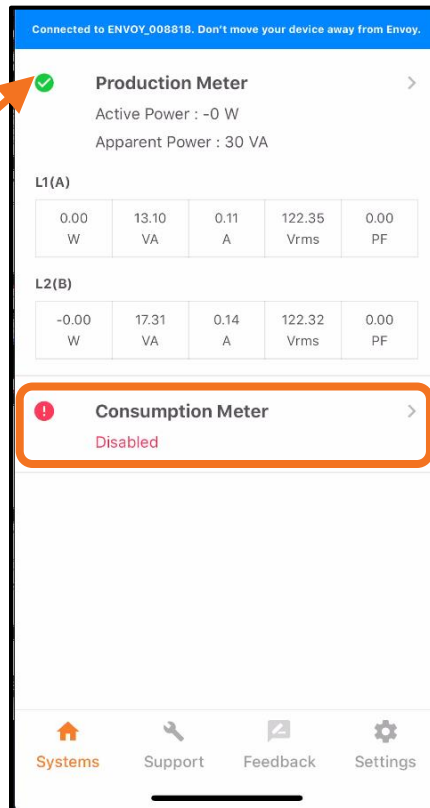 Connected to ENVOY_008818. Don't move your device away from Envoy.
Production Meter
Active Power : -0 W
Apparent Power : 30 VA
L1(A)
0.00 13.10 0.11 122.35 0.00
W VA A Vrms PF
L2(B)
-0.00 17.31 0.14 122.32 0.00
W VA A Vrms PF
Consumption Meter
Disabled
Systems Support Feedback Settings